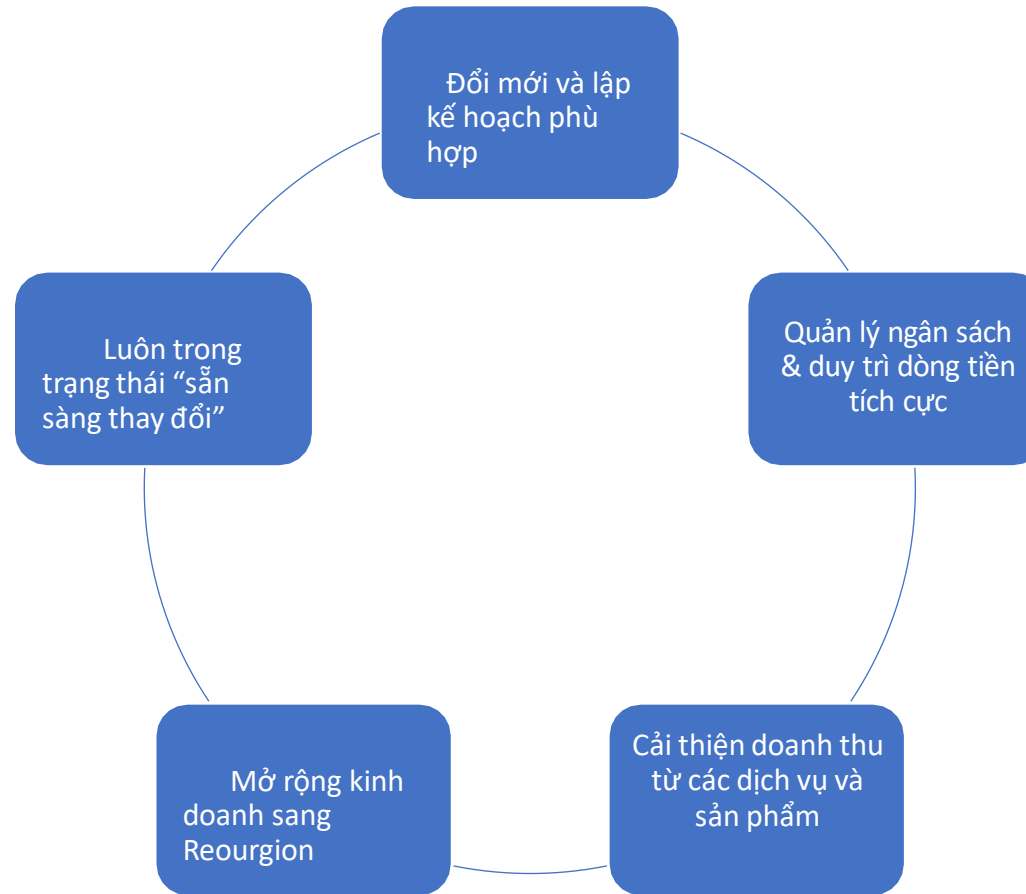 Đổi mới và lập
kế hoạch phù
hợp
Quản lý ngân sách
& duy trì dòng tiền
tích cực
Cải thiện doanh thu
từ các dịch vụ và
sản phẩm
Mở rộng kinh
doanh sang
Reourgion
Luôn trong
trạng thái “sẵn
sàng thay đổi”